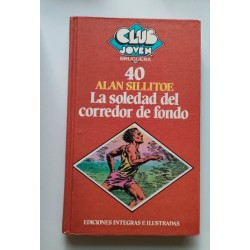 CLUB
JOVEN
BRUGUERA
40
ALAN SILLITOE
La soledad del
corredor de fondo
EDICIONES INTEGRAS E ILUSTRADAS